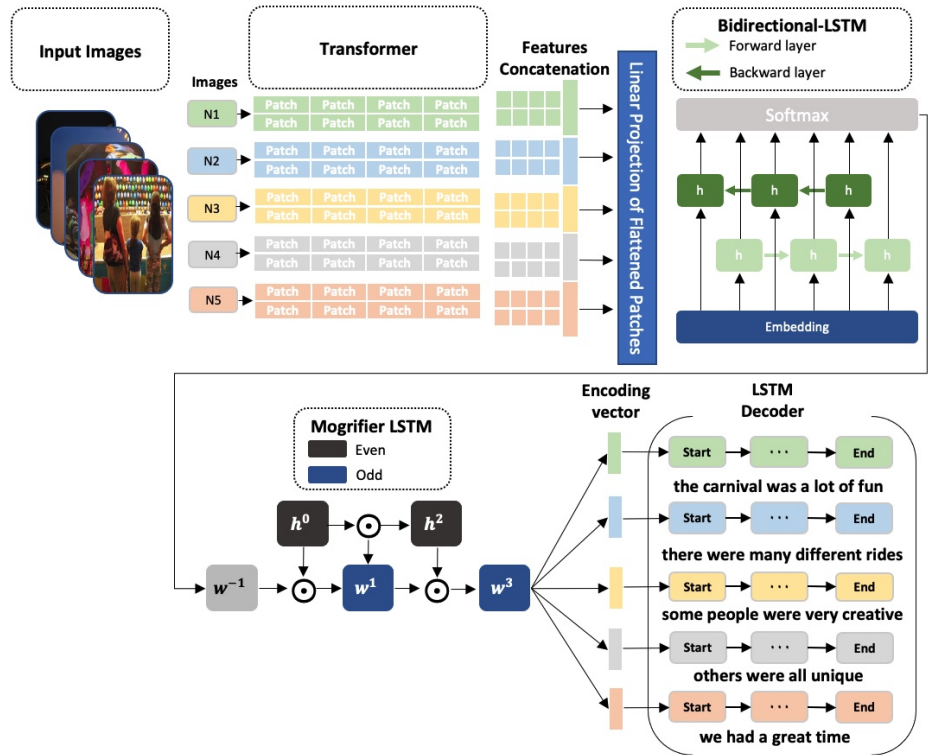 Input Images
Transformer
Images
Features
Concatenation
Bidirectional-LSTM
Forward layer
Backward layer
N1
Patch Patch Patch Patch
Patch Patch Patch Patch
N2
Patch Patch Patch Patch
Patch Patch Patch Patch
N3
Patch Patch Patch Patch
Patch Patch Patch Patch
N4
Patch Patch Patch Patch
Patch Patch Patch Patch
N5
Patch Patch Patch Patch
Patch Patch Patch Patch
Linear Projection of Flattened Patches
Softmax
h h h
h h h
Embedding
Mogrifier LSTM
Even
Odd
h⁰ h²
w⁻¹ w¹ w³
Encoding
vector
LSTM
Decoder
Start ... End
the carnival was a lot of fun
Start ... End
there were many different rides
Start ... End
some people were very creative
Start ... End
others were all unique
Start ... End
we had a great time